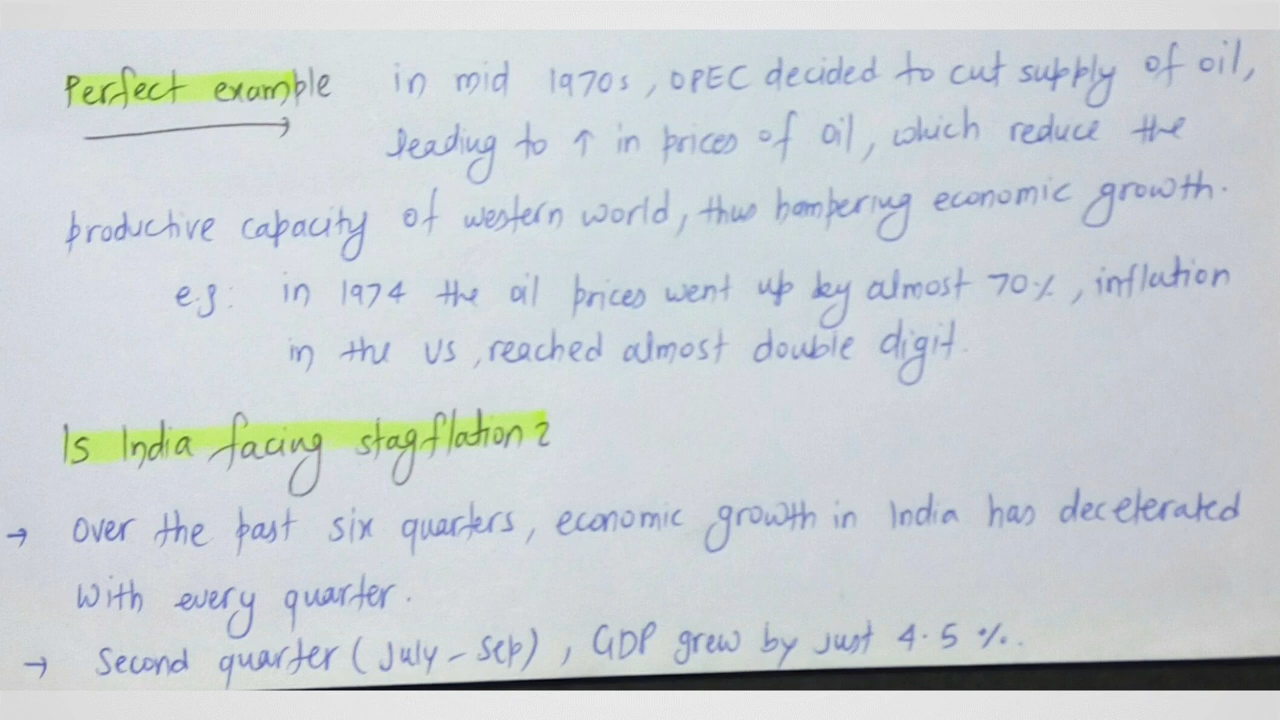 Perfect example in mid 1970s, OPEC decided to cut supply of oil,
leading to ↑ in prices of oil, which reduce the
productive capacity of western world, thus hampering economic growth.
e.g: in 1974 the oil prices went up by almost 70%, inflation
in the US, reached almost double digit.
Is India facing stagflation?
→ Over the past six quarters, economic growth in India has decelerated
with every quarter.
→ Second quarter (July - Sep), GDP grew by just 4.5 %.